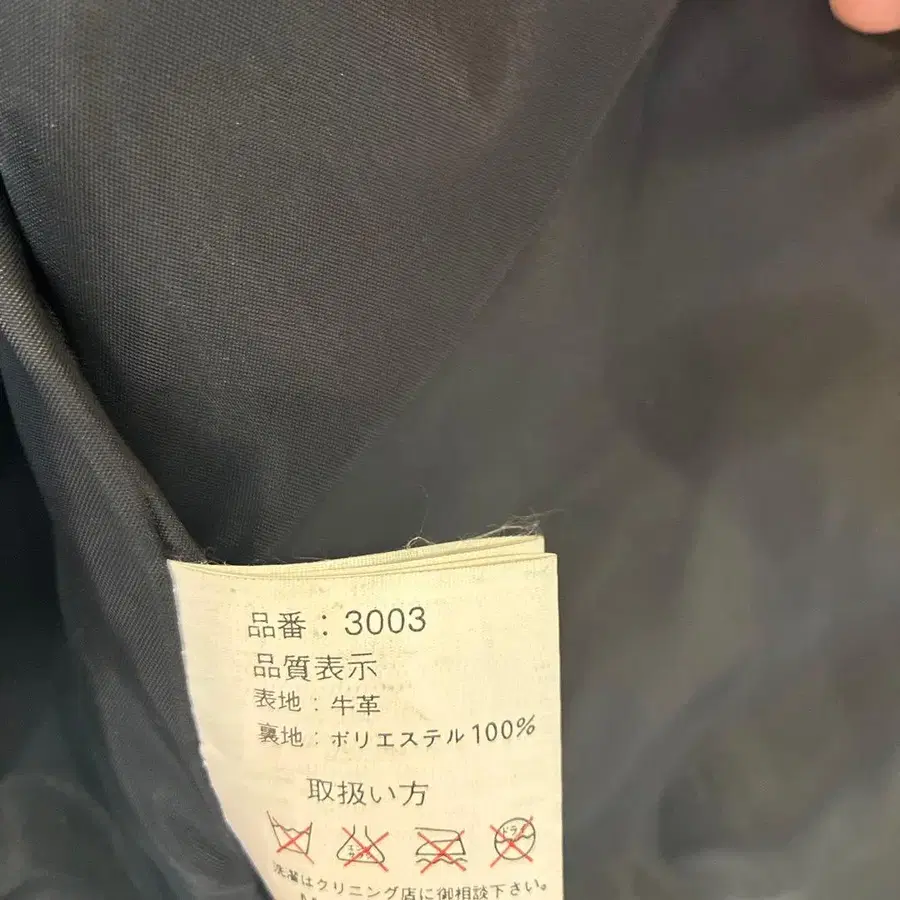 品番：3003
品質表示
表地：牛革
裏地：ポリエステル100%
取扱い方
洗濯はクリニング店に御相談下さい。